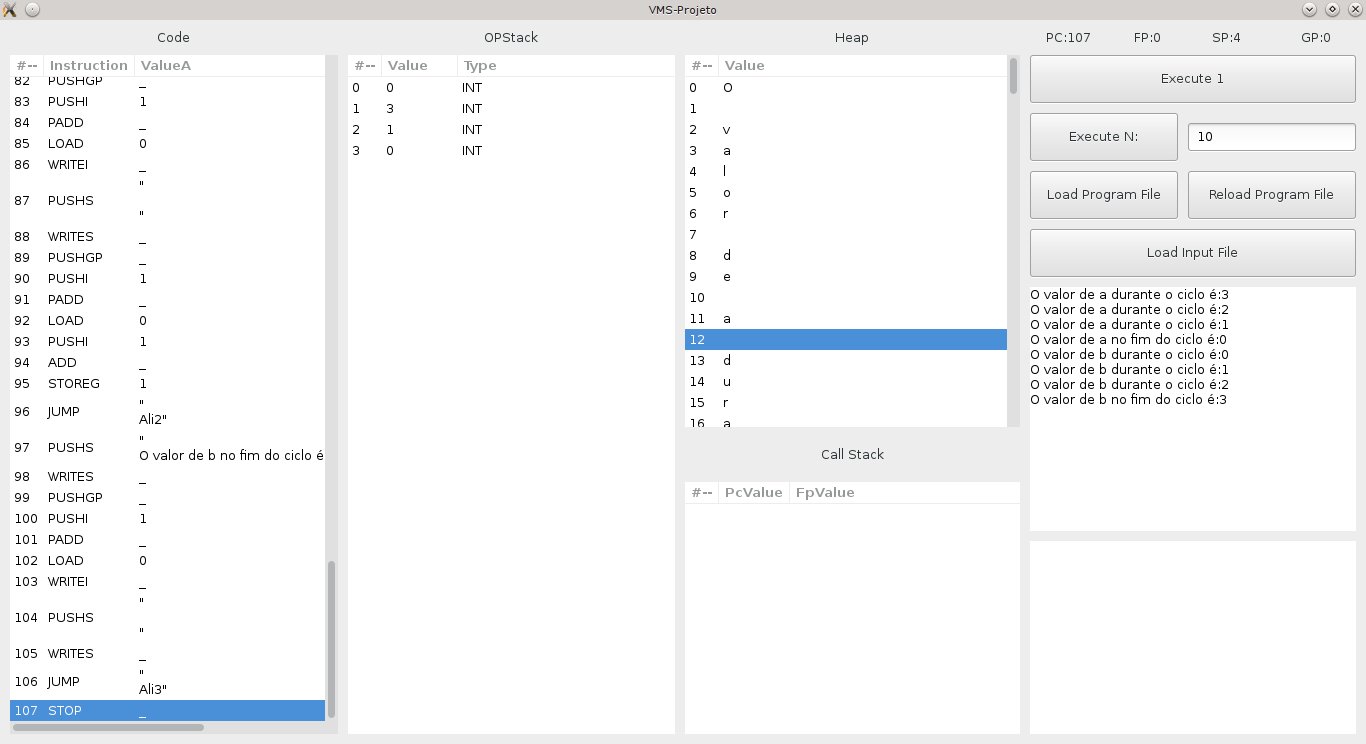 VMS-Projeto
Code
#-- Instruction ValueA
82 PUSHGP _
83 PUSHI 1
84 PADD _
85 LOAD 0
86 WRITEI _
"
87 PUSHS
"
88 WRITES _
89 PUSHGP _
90 PUSHI 1
91 PADD _
92 LOAD 0
93 PUSHI 1
94 ADD _
95 STOREG 1
"
96 JUMP
Ali2"
"
97 PUSHS
O valor de b no fim do ciclo é
98 WRITES _
99 PUSHGP _
100 PUSHI 1
101 PADD _
102 LOAD 0
103 WRITEI _
"
104 PUSHS
"
105 WRITES _
"
106 JUMP
Ali3"
107 STOP _
OPStack
#-- Value Type
0 0 INT
1 3 INT
2 1 INT
3 0 INT
Heap
#-- Value
0 O
1
2 v
3 a
4 l
5 o
6 r
7
8 d
9 e
10
11 a
12
13 d
14 u
15 r
16 a
Call Stack
#-- PcValue FpValue
PC:107 FP:0 SP:4 GP:0
Execute 1
Execute N: 10
Load Program File Reload Program File
Load Input File
O valor de a durante o ciclo é:3
O valor de a durante o ciclo é:2
O valor de a durante o ciclo é:1
O valor de a no fim do ciclo é:0
O valor de b durante o ciclo é:0
O valor de b durante o ciclo é:1
O valor de b durante o ciclo é:2
O valor de b no fim do ciclo é:3